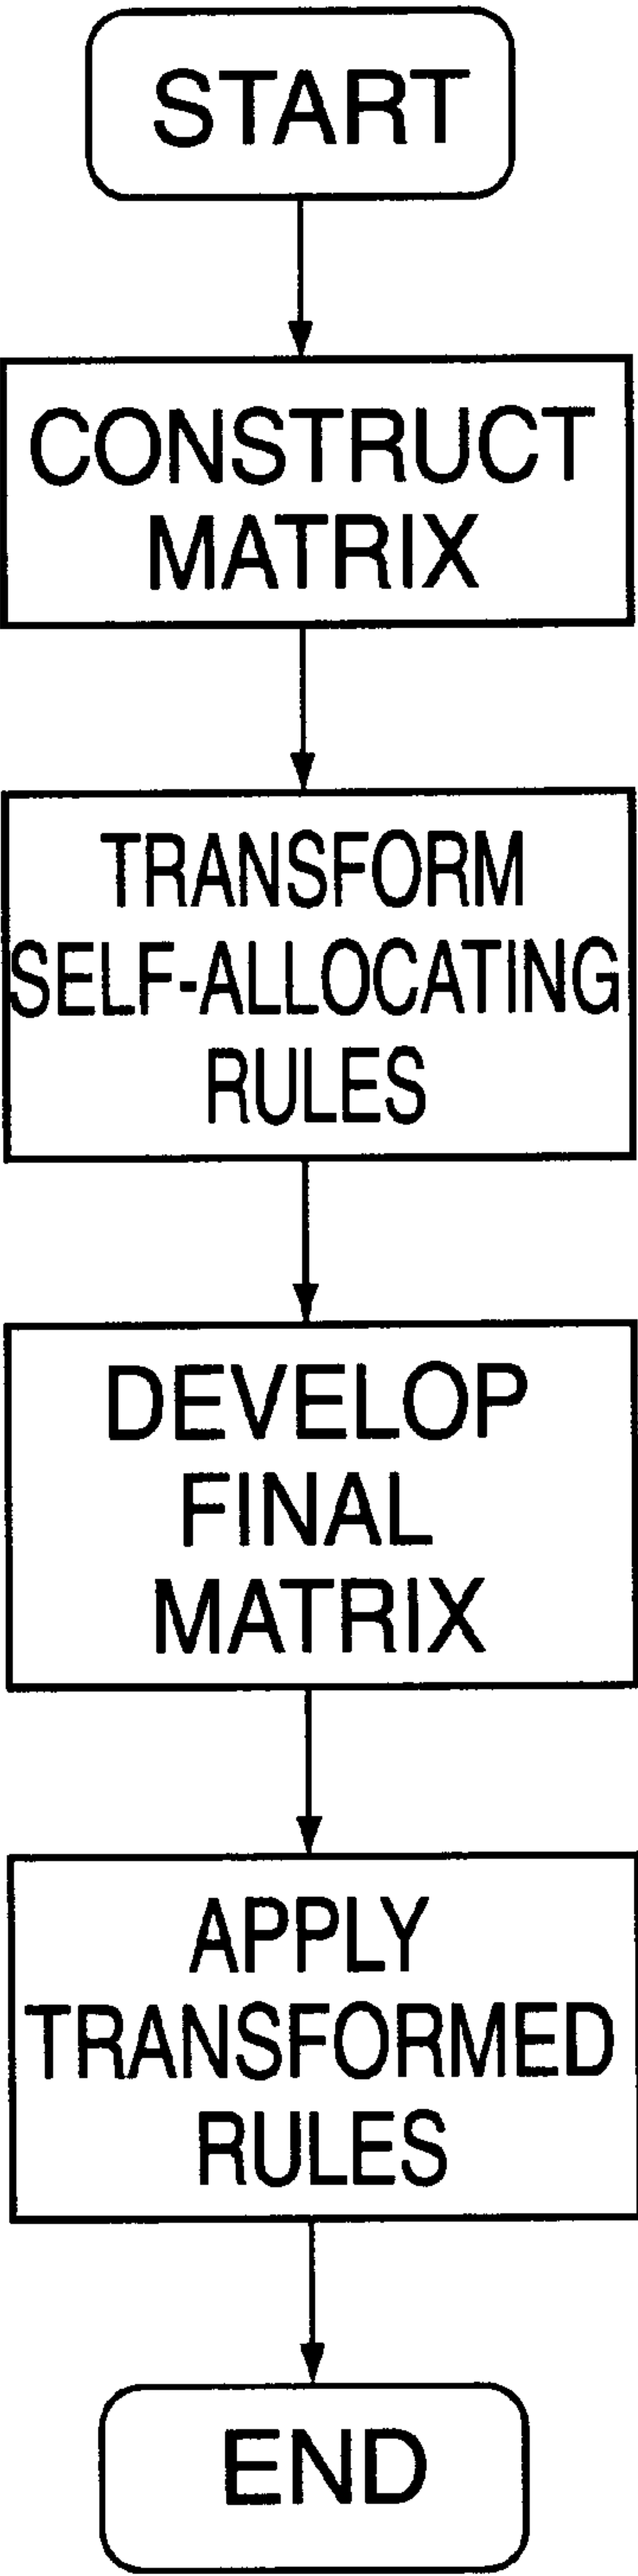 START
CONSTRUCT
MATRIX
TRANSFORM
SELF-ALLOCATING
RULES
DEVELOP
FINAL
MATRIX
APPLY
TRANSFORMED
RULES
END